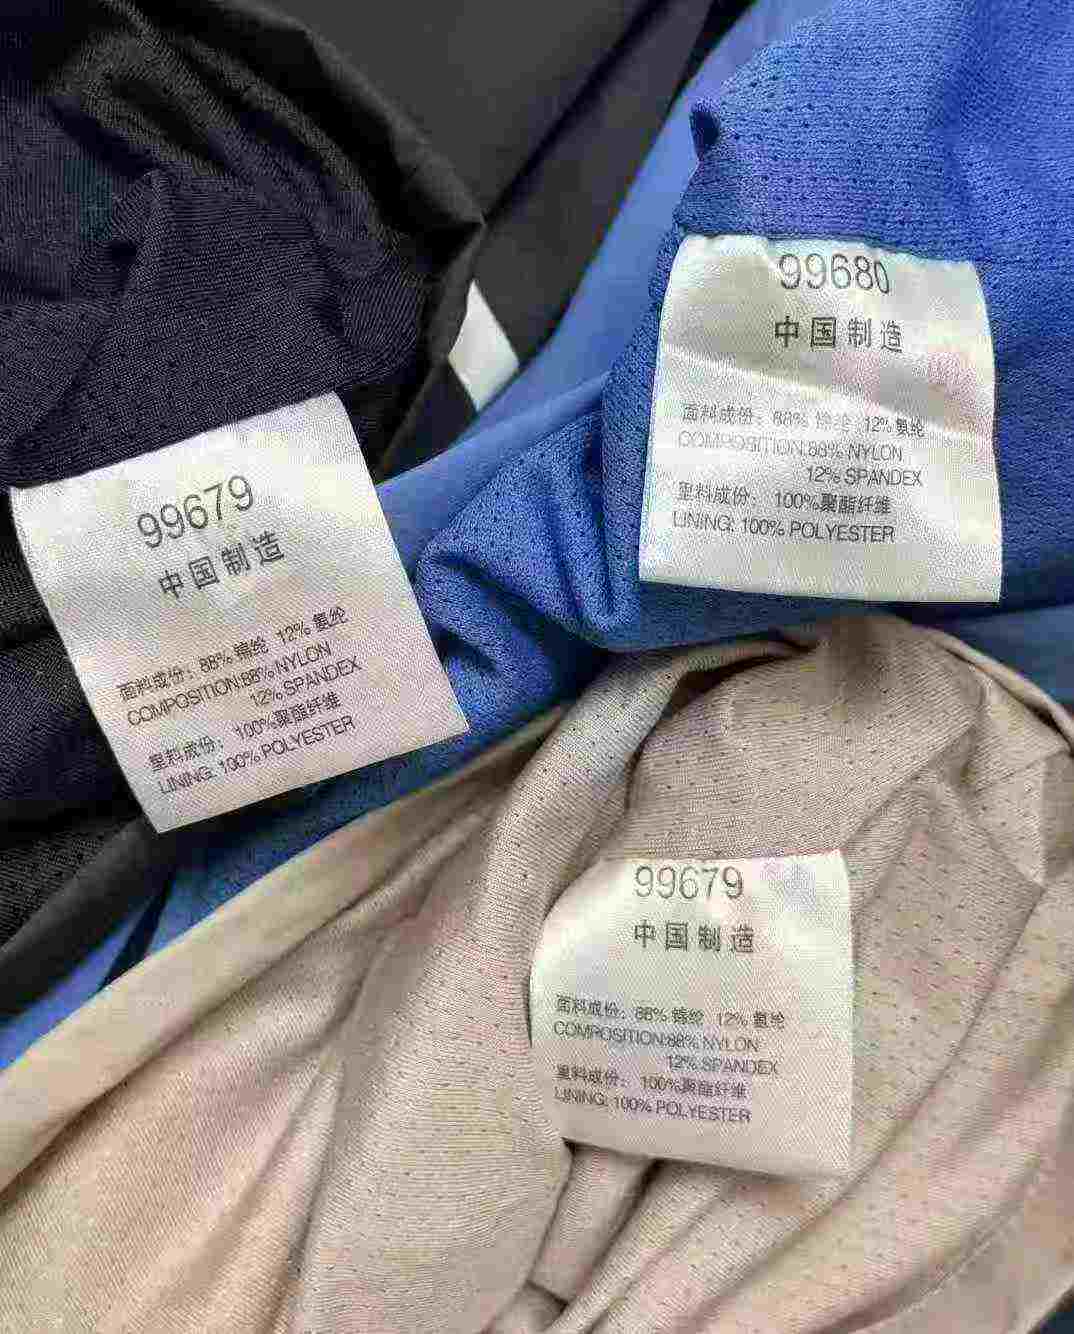 99680
中国制造
面料成份：88% 锦纶 12% 氨纶
COMPOSITION:88% NYLON
12% SPANDEX
里料成份：100%聚酯纤维
LINING: 100% POLYESTER
99679
中国制造
面料成份：88% 锦纶 12% 氨纶
COMPOSITION:88% NYLON
12% SPANDEX
里料成份：100%聚酯纤维
LINING: 100% POLYESTER
99679
中国制造
面料成份：88% 锦纶 12% 氨纶
COMPOSITION:88% NYLON
12% SPANDEX
里料成份：100%聚酯纤维
LINING: 100% POLYESTER